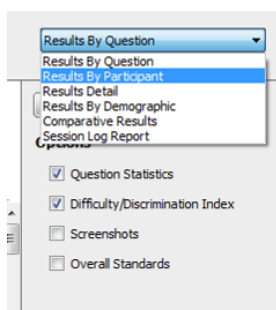 Results By Question
Results By Question
Results By Participant
Results Detail
Results By Demographic
Comparative Results
Session Log Report
Options
Question Statistics
Difficulty/Discrimination Index
Screenshots
Overall Standards